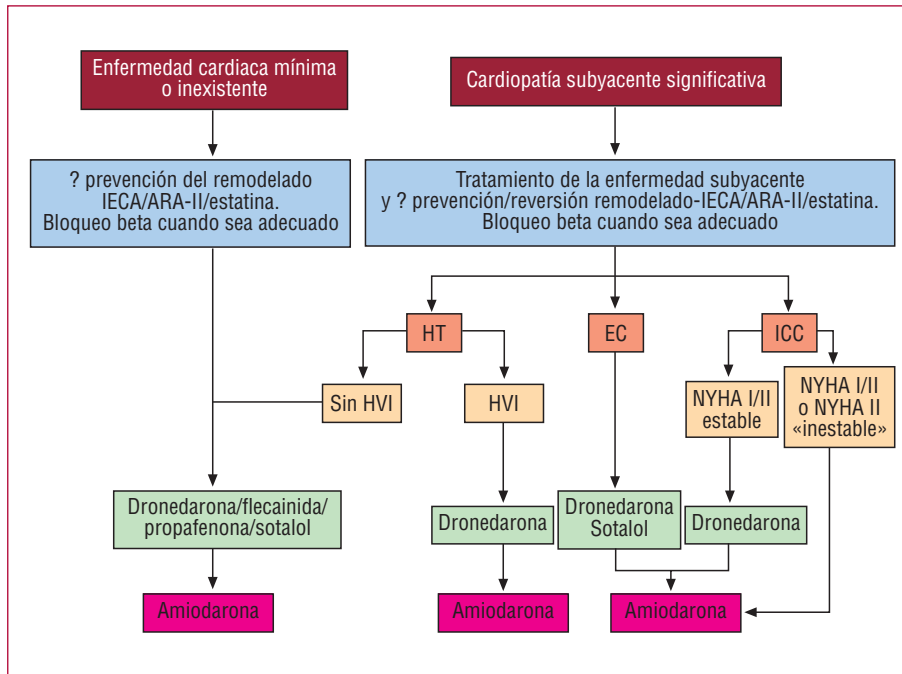 Enfermedad cardiaca mínima
o inexistente
Cardiopatía subyacente significativa
? prevención del remodelado
IECA/ARA-II/estatina.
Bloqueo beta cuando sea adecuado
Tratamiento de la enfermedad subyacente
y ? prevención/reversión remodelado-IECA/ARA-II/estatina.
Bloqueo beta cuando sea adecuado
HT
EC
ICC
Sin HVI
HVI
NYHA I/II
estable
NYHA I/II
o NYHA II
«inestable»
Dronedarona/flecainida/
propafenona/sotalol
Dronedarona
Dronedarona
Sotalol
Dronedarona
Amiodarona
Amiodarona
Amiodarona